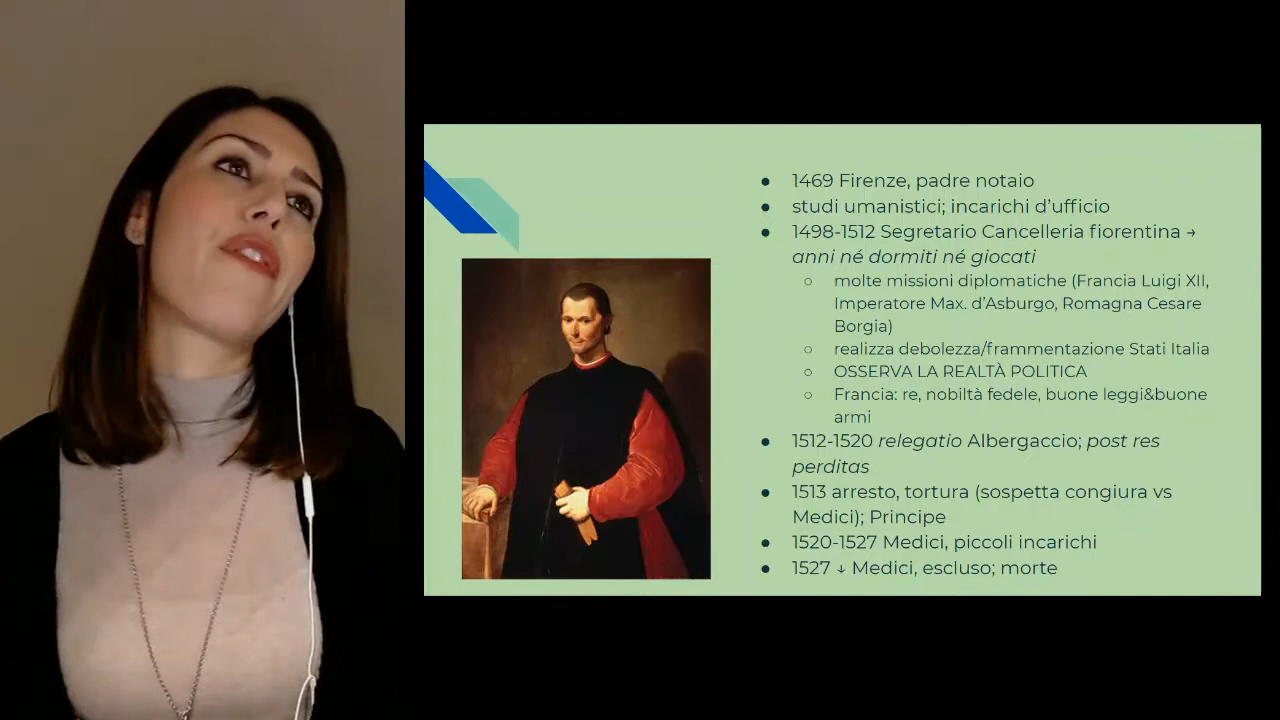 ● 1469 Firenze, padre notaio
● studi umanistici; incarichi d'ufficio
● 1498-1512 Segretario Cancelleria fiorentina →
anni né dormiti né giocati
○ molte missioni diplomatiche (Francia Luigi XII,
Imperatore Max. d'Asburgo, Romagna Cesare
Borgia)
○ realizza debolezza/frammentazione Stati Italia
○ OSSERVA LA REALTÀ POLITICA
○ Francia: re, nobiltà fedele, buone leggi&buone
armi
● 1512-1520 relegatio Albergaccio; post res
perditas
● 1513 arresto, tortura (sospetta congiura vs
Medici); Principe
● 1520-1527 Medici, piccoli incarichi
● 1527 ↓ Medici, escluso; morte